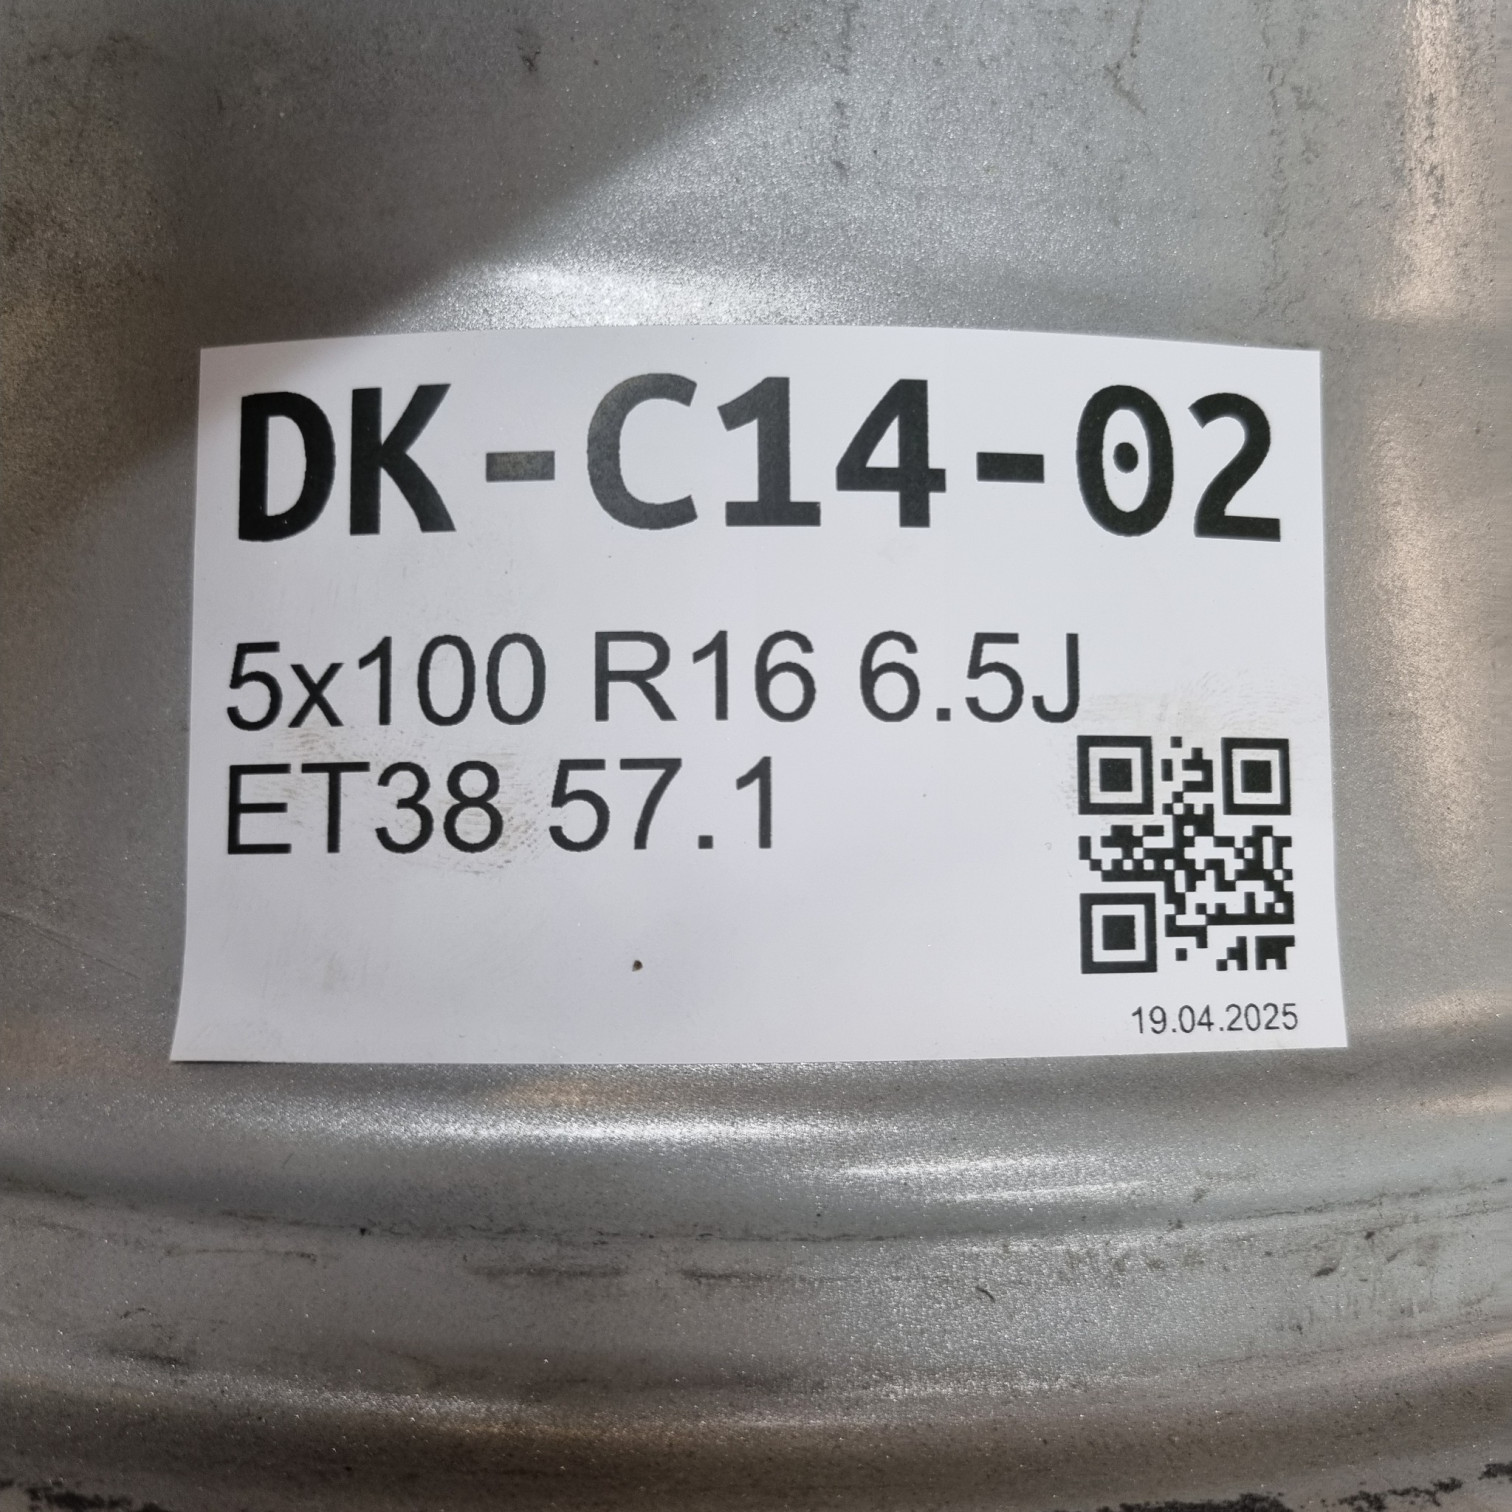 DK-C14-02
5x100 R16 6.5J
ET38 57.1
19.04.2025